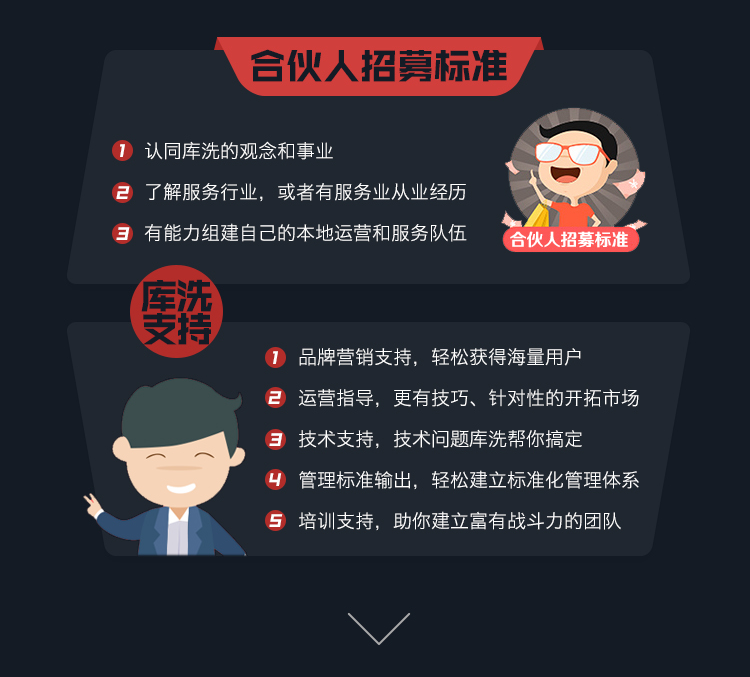 合伙人招募标准
1 认同库洗的观念和事业
2 了解服务行业，或者有服务业从业经历
3 有能力组建自己的本地运营和服务队伍
合伙人招募标准
库洗
支持
1 品牌营销支持，轻松获得海量用户
2 运营指导，更有技巧、针对性的开拓市场
3 技术支持，技术问题库洗帮你搞定
4 管理标准输出，轻松建立标准化管理体系
5 培训支持，助你建立富有战斗力的团队